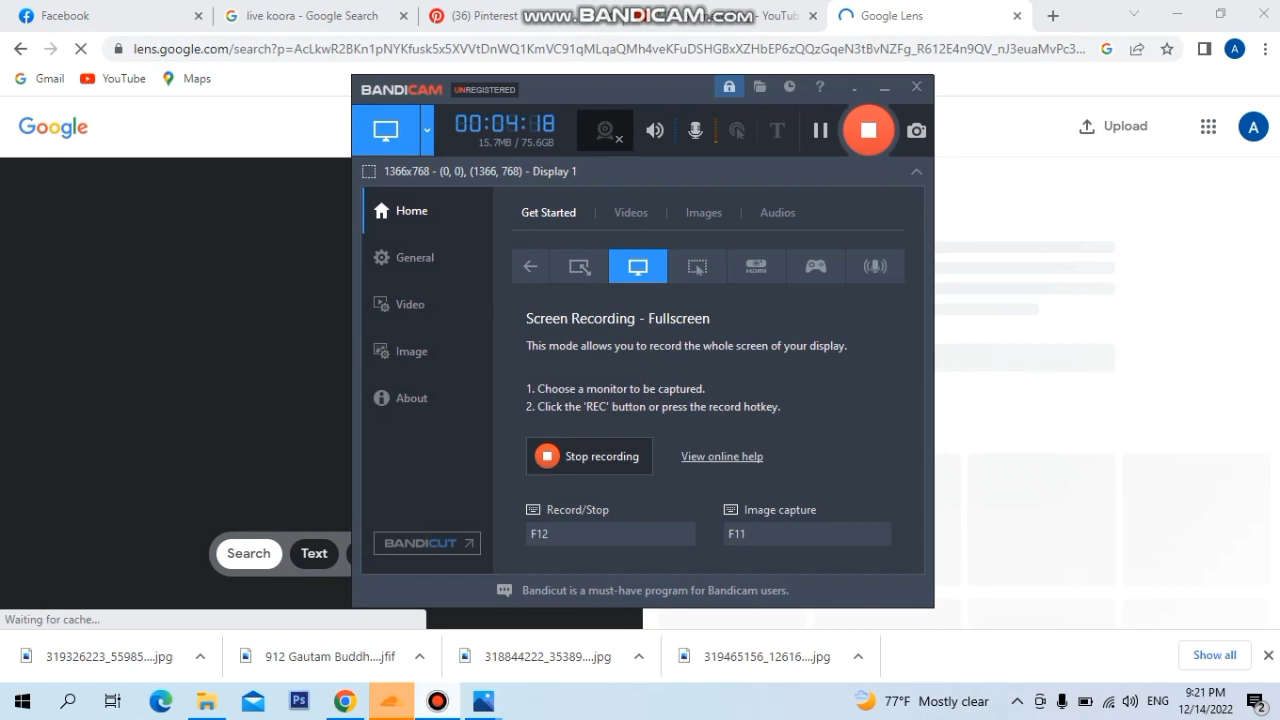 Facebook
live koora - Google Search
(36) Pinterest
www.BANDICAM.com
YouTube
Google Lens
lens.google.com/search?p=AcLkwR2BKn1pNYKfusk5x5XVVtDnWQ1KmVC91qMLqaQMh4veKFuDSHGBxXZHbEP6zQQzGqeN3tBvNZFg_R612E4n9QV_nJ3euaMvPc3...
A
Gmail
YouTube
Maps
Google
Upload
A
BANDICAM UNREGISTERED
00:04:18
15.7MB / 75.6GB
1366x768 - (0, 0), (1366, 768) - Display 1
Home
General
Video
Image
About
BANDICUT
Get Started
Videos
Images
Audios
HDMI
Screen Recording - Fullscreen
This mode allows you to record the whole screen of your display.
1. Choose a monitor to be captured.
2. Click the 'REC' button or press the record hotkey.
Stop recording
View online help
Record/Stop
Image capture
F12
F11
Bandicut is a must-have program for Bandicam users.
Search
Text
Waiting for cache...
319326223_55985....jpg
912 Gautam Buddh...jfif
318844222_35389....jpg
319465156_12616....jpg
Show all
Ps
77°F Mostly clear
ENG
9:21 PM
12/14/2022
2